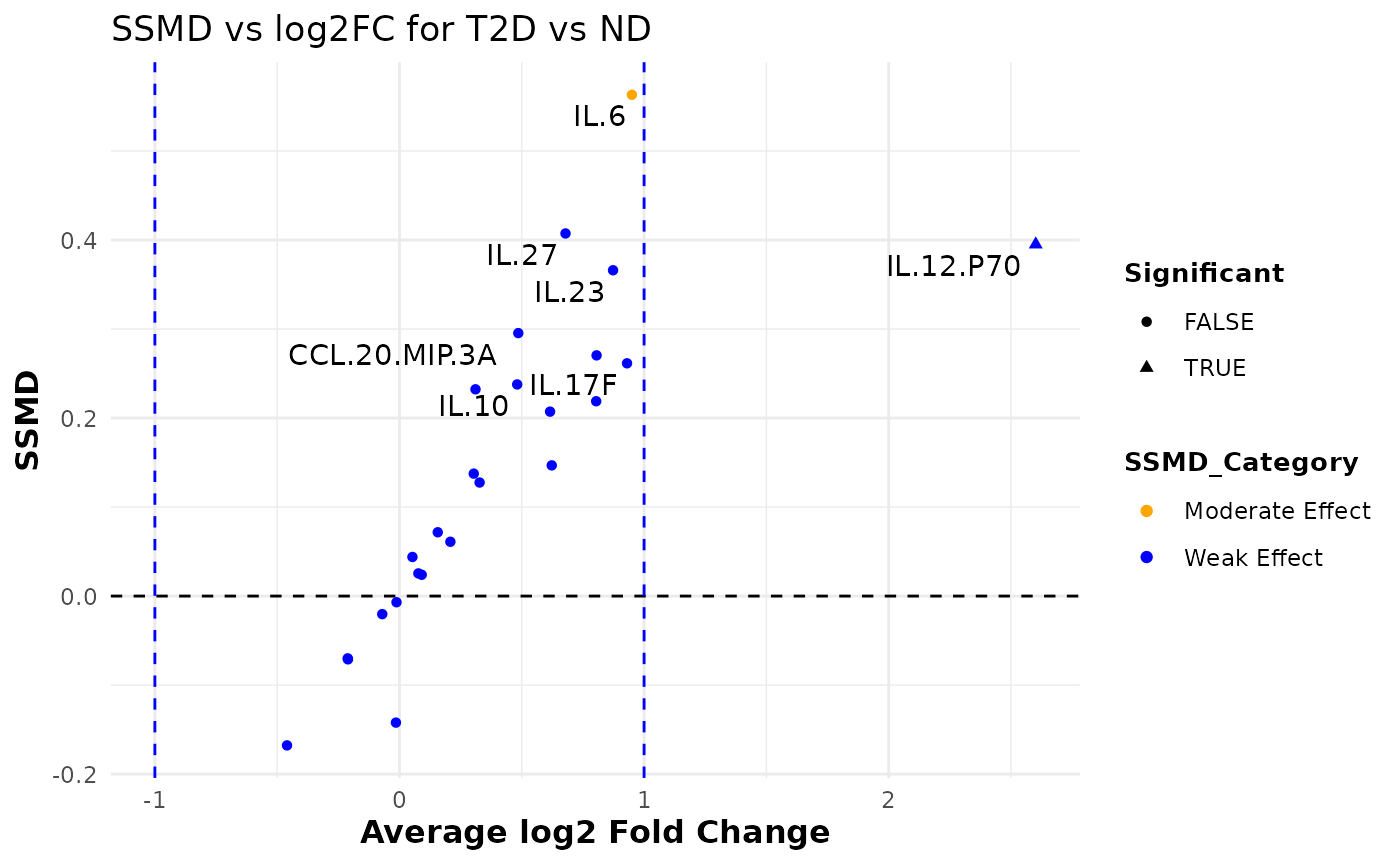 SSMD vs log2FC for T2D vs ND
IL.6
IL.27
IL.23
IL.12.P70
CCL.20.MIP.3A
IL.17F
IL.10
0.4
0.2
0.0
-0.2
SSMD
-1
0
1
2
Average log2 Fold Change
Significant
FALSE
TRUE
SSMD_Category
Moderate Effect
Weak Effect